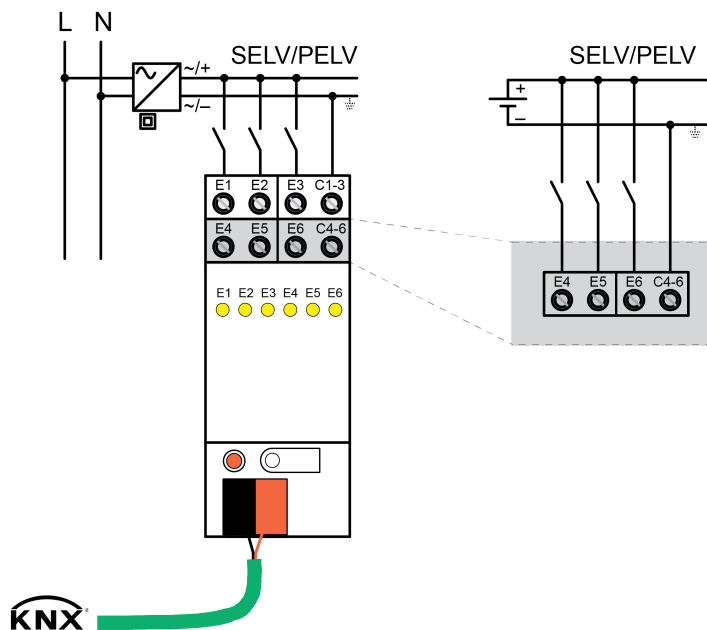 L N
SELV/PELV
~/+
~/–
E1 E2 E3 C1-3
E4 E5 E6 C4-6
E1 E2 E3 E4 E5 E6
KNX®
SELV/PELV
+
–
E4 E5 E6 C4-6